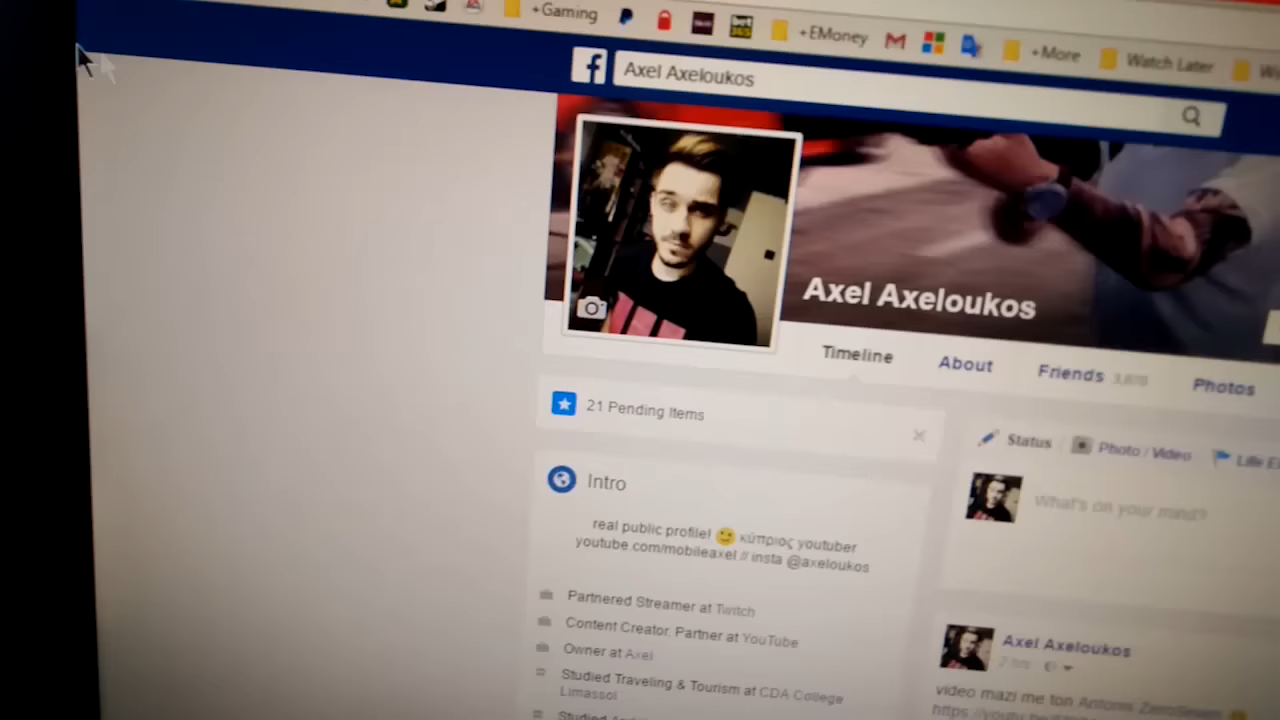 +Gaming
bet365
+EMoney
+More
Watch Later
Axel Axeloukos
Axel Axeloukos
Timeline
About
Friends
Photos
21 Pending Items
Status
Photo / Video
Intro
What's on your mind?
real public profile! 🙂 κύπριος youtuber
youtube.com/mobileaxel // insta @axeloukos
Partnered Streamer at Twitch
Content Creator. Partner at YouTube
Owner at Axel
Studied Traveling & Tourism at CDA College
Limassol
Studied
Axel Axeloukos
video mazi me ton Antonis